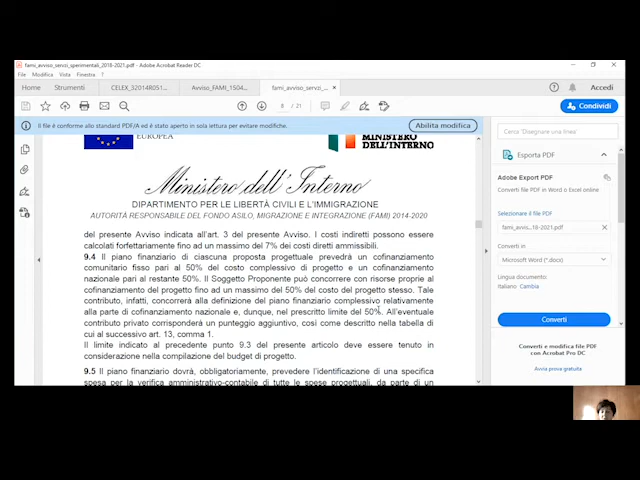 fami_avviso_servzi_sperimentali_2018-2021.pdf - Adobe Acrobat Reader DC
File Modifica Vista Finestra ?
Home Strumenti CELEX_32014R051... Avviso_FAMI_1504... fami_avviso_servzi_... × Accedi
8 / 21 Condividi
Il file è conforme allo standard PDF/A ed è stato aperto in sola lettura per evitare modifiche. Abilita modifica
EUROPEA
MINISTERO
DELL'INTERNO
Ministero dell'Interno
DIPARTIMENTO PER LE LIBERTÀ CIVILI E L'IMMIGRAZIONE
AUTORITÀ RESPONSABILE DEL FONDO ASILO, MIGRAZIONE E INTEGRAZIONE (FAMI) 2014-2020
del presente Avviso indicata all'art. 3 del presente Avviso. I costi indiretti possono essere
calcolati forfettariamente fino ad un massimo del 7% dei costi diretti ammissibili.
9.4 Il piano finanziario di ciascuna proposta progettuale prevedrà un cofinanziamento
comunitario fisso pari al 50% del costo complessivo di progetto e un cofinanziamento
nazionale pari al restante 50%. Il Soggetto Proponente può concorrere con risorse proprie al
cofinanziamento del progetto fino ad un massimo del 50% del costo del progetto stesso. Tale
contributo, infatti, concorrerà alla definizione del piano finanziario complessivo relativamente
alla parte di cofinanziamento nazionale e, dunque, nel prescritto limite del 50%. All'eventuale
contributo privato corrisponderà un punteggio aggiuntivo, così come descritto nella tabella di
cui al successivo art. 13, comma 1.
Il limite indicato al precedente punto 9.3 del presente articolo deve essere tenuto in
considerazione nella compilazione del budget di progetto.
9.5 Il piano finanziario dovrà, obbligatoriamente, prevedere l'identificazione di una specifica
spesa per la verifica amministrativo-contabile di tutte le spese progettuali, da parte di un
Cerca "Disegnare una linea"
Esporta PDF
Adobe Export PDF
Converti file PDF in Word o Excel online
Selezionare il file PDF
fami_avvis...18-2021.pdf ×
Converti in
Microsoft Word (*.docx)
Lingua documento:
Italiano Cambia
Converti
Converti e modifica file PDF
con Acrobat Pro DC
Avvia prova gratuita